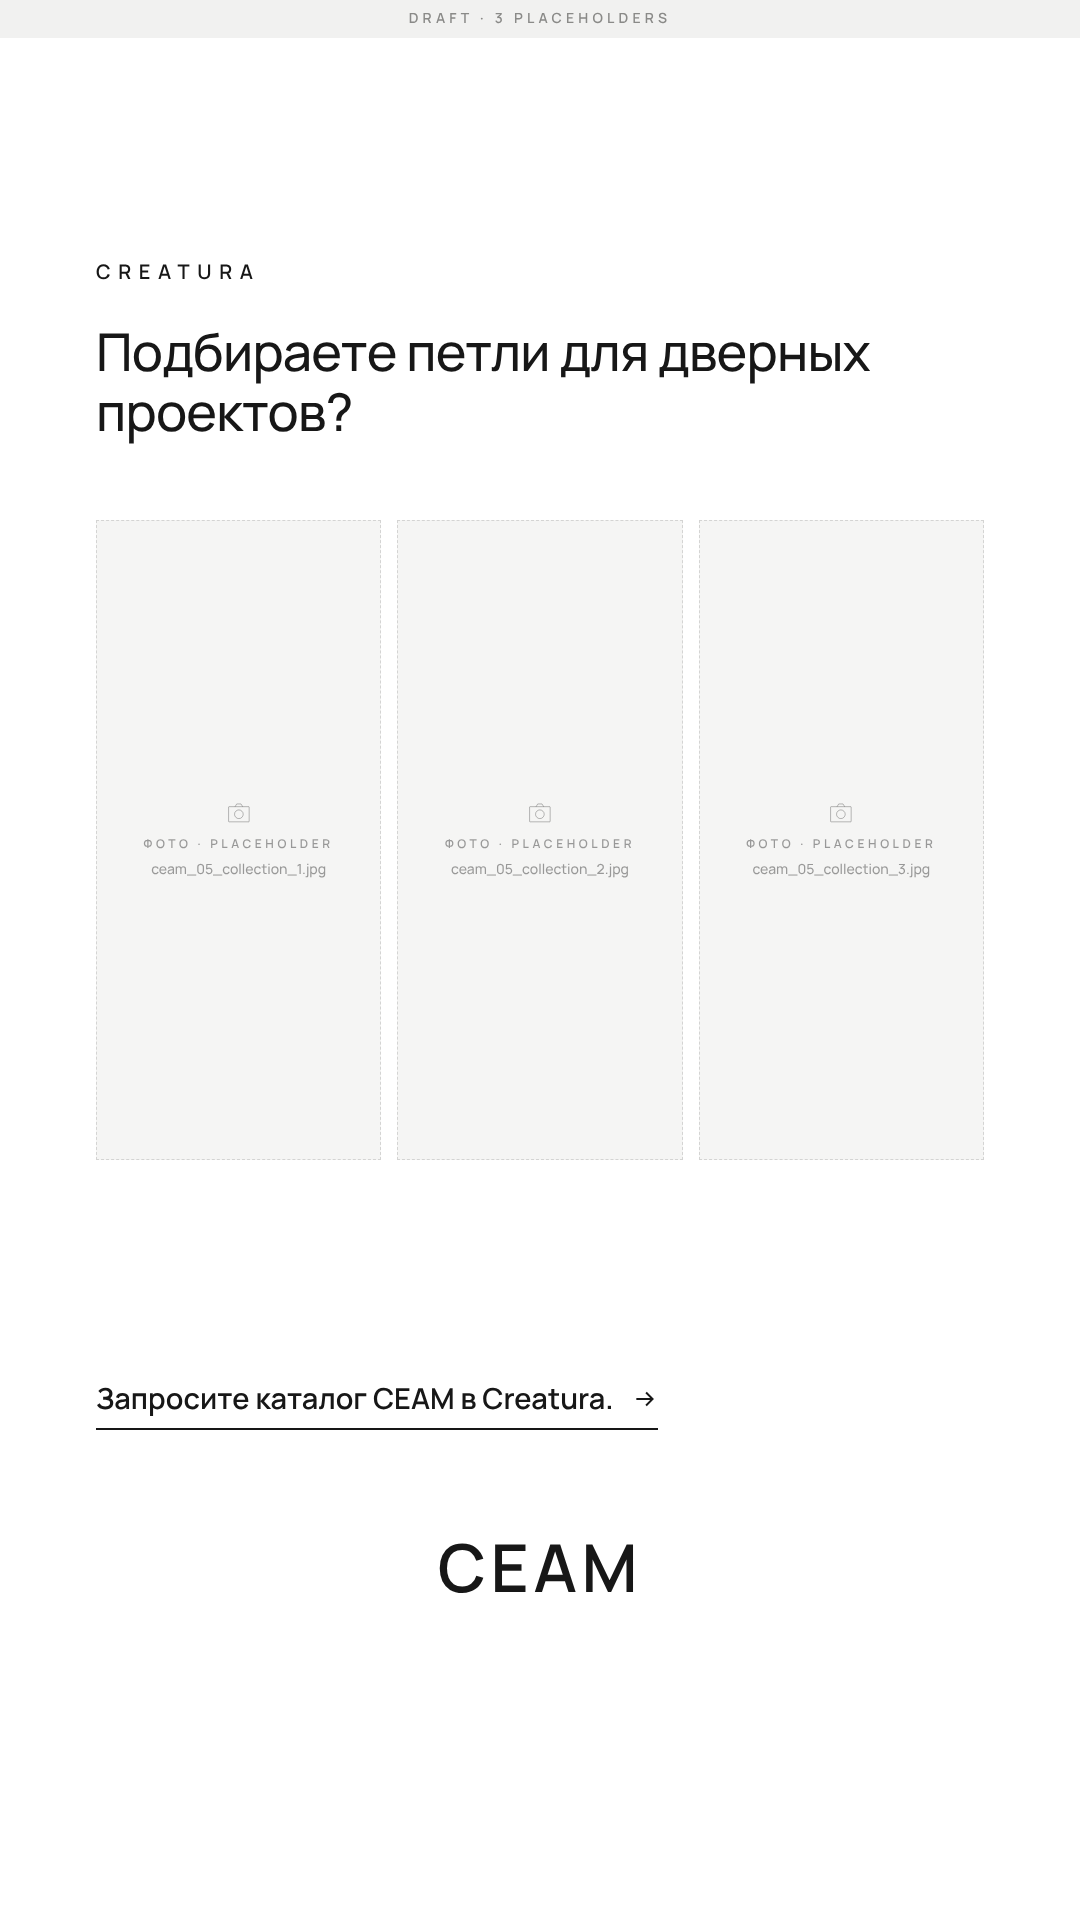 DRAFT · 3 PLACEHOLDERS
CREATURA
Подбираете петли для дверных
проектов?
ФОТО · PLACEHOLDER
ceam_05_collection_1.jpg
ФОТО · PLACEHOLDER
ceam_05_collection_2.jpg
ФОТО · PLACEHOLDER
ceam_05_collection_3.jpg
Запросите каталог CEAM в Creatura. →
CEAM